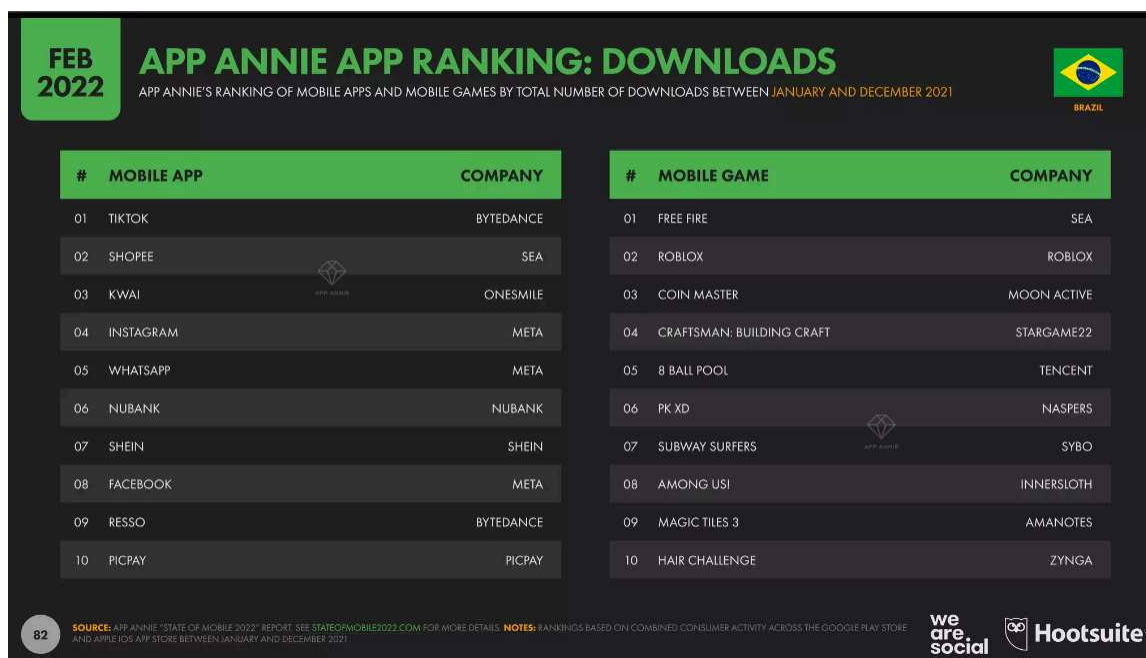 FEB
2022
APP ANNIE APP RANKING: DOWNLOADS
APP ANNIE'S RANKING OF MOBILE APPS AND MOBILE GAMES BY TOTAL NUMBER OF DOWNLOADS BETWEEN JANUARY AND DECEMBER 2021
BRAZIL
# MOBILE APP COMPANY
01 TIKTOK BYTEDANCE
02 SHOPEE SEA
03 KWAI ONESMILE
04 INSTAGRAM META
05 WHATSAPP META
06 NUBANK NUBANK
07 SHEIN SHEIN
08 FACEBOOK META
09 RESSO BYTEDANCE
10 PICPAY PICPAY
APP ANNIE
# MOBILE GAME COMPANY
01 FREE FIRE SEA
02 ROBLOX ROBLOX
03 COIN MASTER MOON ACTIVE
04 CRAFTSMAN: BUILDING CRAFT STARGAME22
05 8 BALL POOL TENCENT
06 PK XD NASPERS
07 SUBWAY SURFERS SYBO
08 AMONG US! INNERSLOTH
09 MAGIC TILES 3 AMANOTES
10 HAIR CHALLENGE ZYNGA
APP ANNIE
82
SOURCE: APP ANNIE "STATE OF MOBILE 2022" REPORT. SEE STATEOFMOBILE2022.COM FOR MORE DETAILS. NOTES: RANKINGS BASED ON COMBINED CONSUMER ACTIVITY ACROSS THE GOOGLE PLAY STORE
AND APPLE IOS APP STORE BETWEEN JANUARY AND DECEMBER 2021
we
are
social
Hootsuite